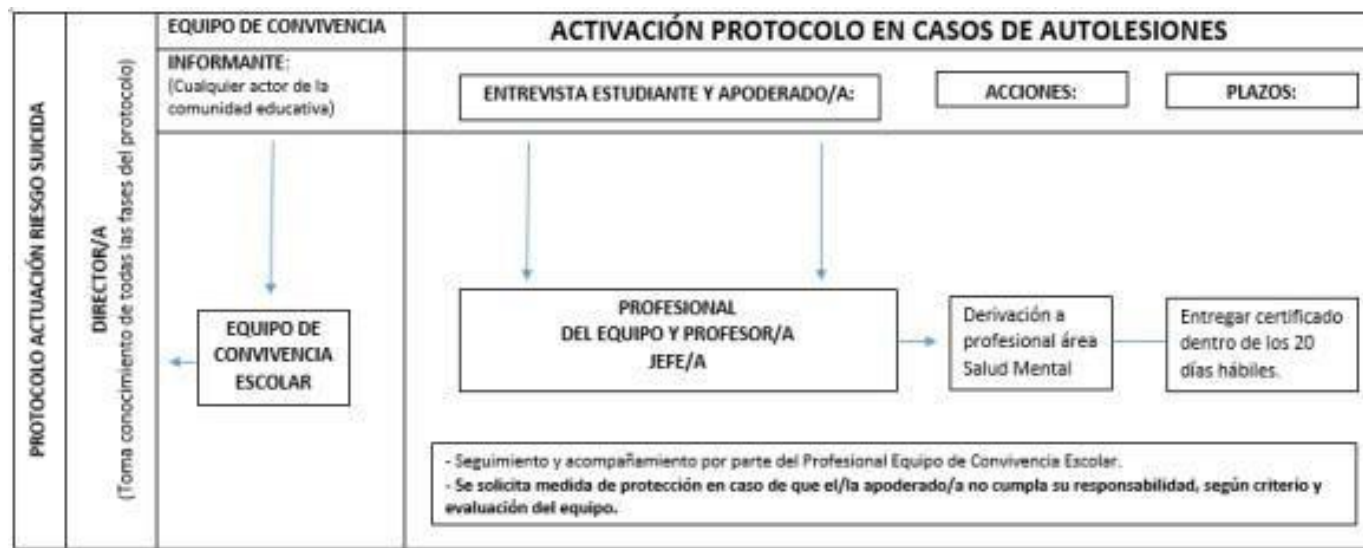 PROTOCOLO ACTUACIÓN RIESGO SUICIDA
DIRECTOR/A
(Toma conocimiento de todas las fases del protocolo)
EQUIPO DE CONVIVENCIA
INFORMANTE:
(Cualquier actor de la
comunidad educativa)
EQUIPO DE
CONVIVENCIA
ESCOLAR
ACTIVACIÓN PROTOCOLO EN CASOS DE AUTOLESIONES
ENTREVISTA ESTUDIANTE Y APODERADO/A:
ACCIONES:
PLAZOS:
PROFESIONAL
DEL EQUIPO Y PROFESOR/A
JEFE/A
Derivación a
profesional área
Salud Mental
Entregar certificado
dentro de los 20
días hábiles.
- Seguimiento y acompañamiento por parte del Profesional Equipo de Convivencia Escolar.
- Se solicita medida de protección en caso de que el/la apoderado/a no cumpla su responsabilidad, según criterio y
evaluación del equipo.